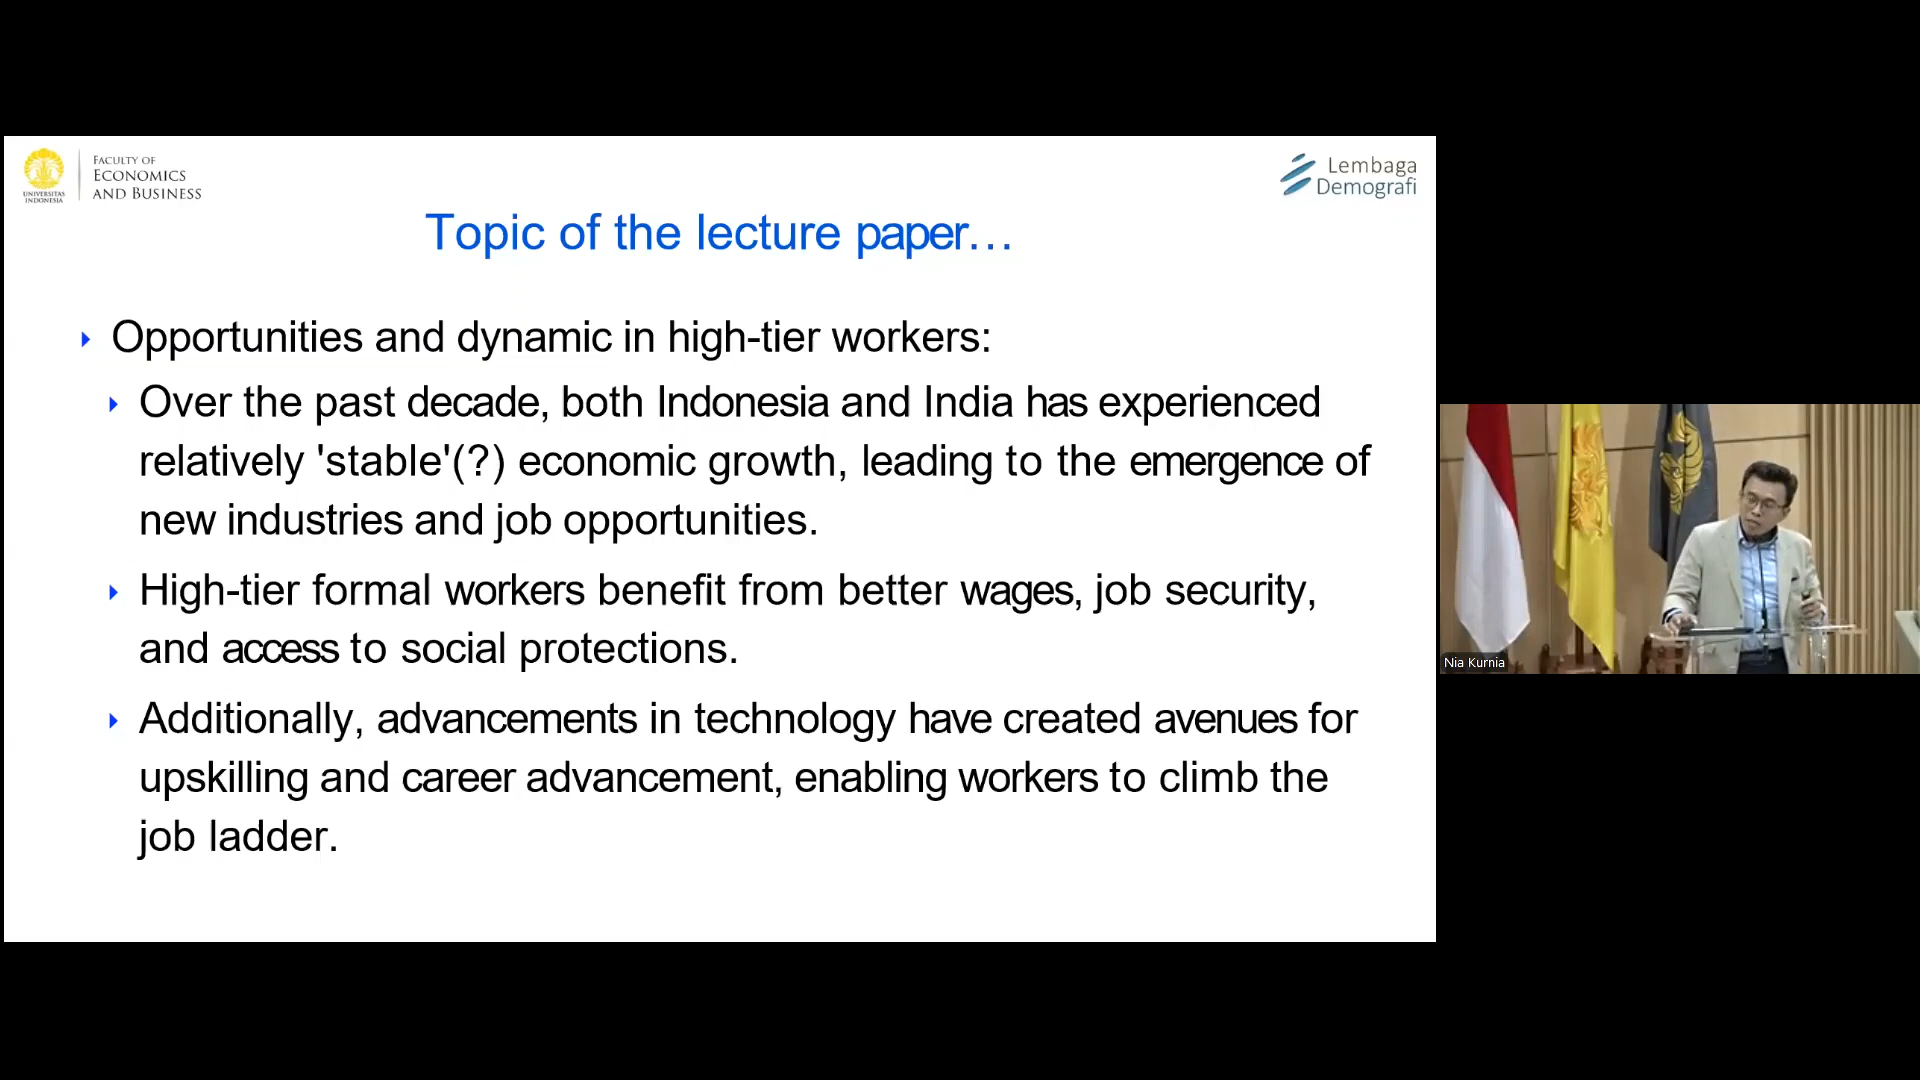 UNIVERSITAS
INDONESIA
FACULTY OF
ECONOMICS
AND BUSINESS
Lembaga
Demografi
Topic of the lecture paper…
Opportunities and dynamic in high-tier workers:
Over the past decade, both Indonesia and India has experienced
relatively 'stable'(?) economic growth, leading to the emergence of
new industries and job opportunities.
High-tier formal workers benefit from better wages, job security,
and access to social protections.
Additionally, advancements in technology have created avenues for
upskilling and career advancement, enabling workers to climb the
job ladder.
Nia Kurnia